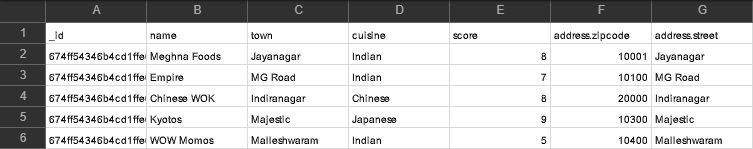 A B C D E F G
1 _id name town cuisine score address.zipcode address.street
2 674ff54346b4cd1ffe Meghna Foods Jayanagar Indian 8 10001 Jayanagar
3 674ff54346b4cd1ffe Empire MG Road Indian 7 10100 MG Road
4 674ff54346b4cd1ffe Chinese WOK Indiranagar Chinese 8 20000 Indiranagar
5 674ff54346b4cd1ffe Kyotos Majestic Japanese 9 10300 Majestic
6 674ff54346b4cd1ffe WOW Momos Malleshwaram Indian 5 10400 Malleshwaram